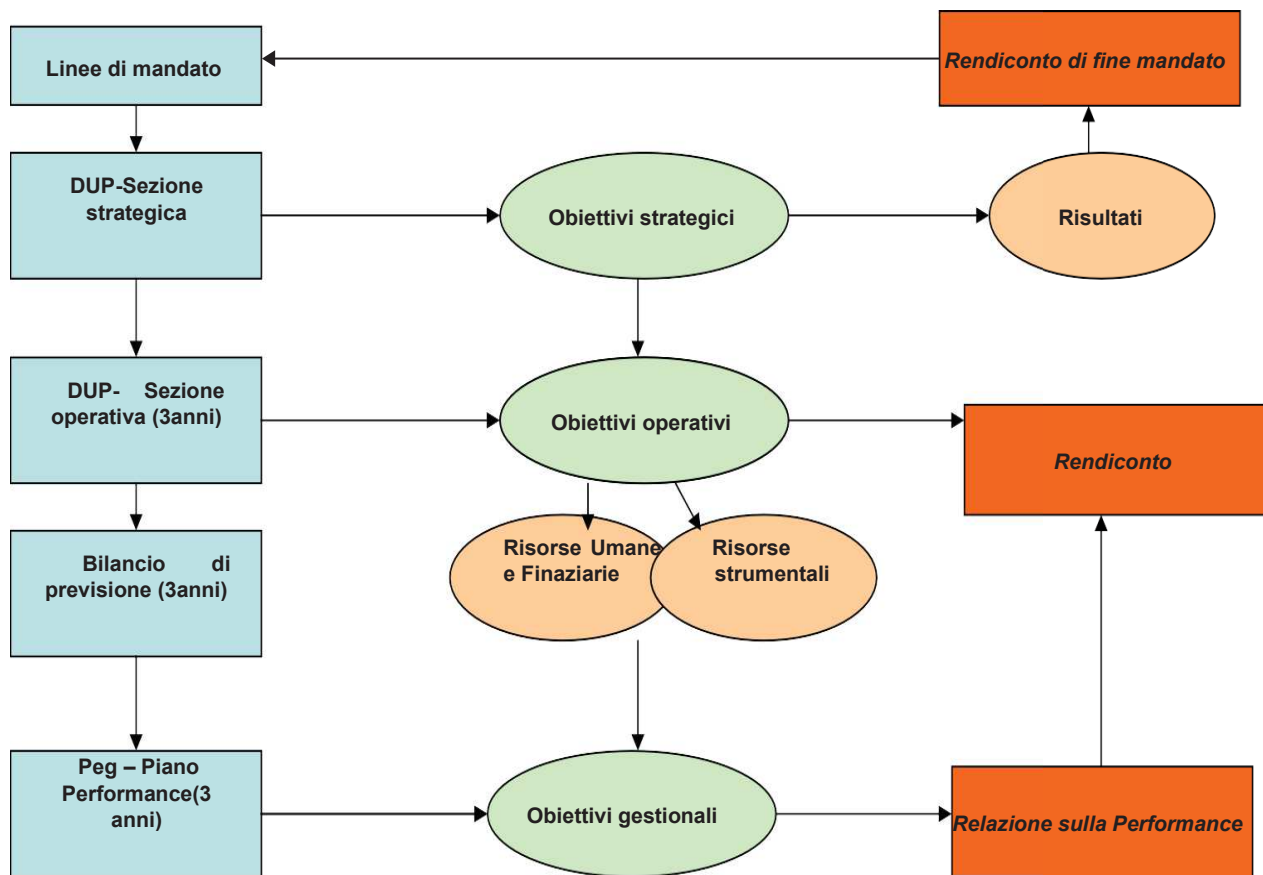 Linee di mandato
Rendiconto di fine mandato
DUP-Sezione
strategica
Obiettivi strategici
Risultati
DUP- Sezione
operativa (3anni)
Obiettivi operativi
Rendiconto
Bilancio di
previsione (3anni)
Risorse Umane
e Finaziarie
Risorse
strumentali
Peg – Piano
Performance(3
anni)
Obiettivi gestionali
Relazione sulla Performance